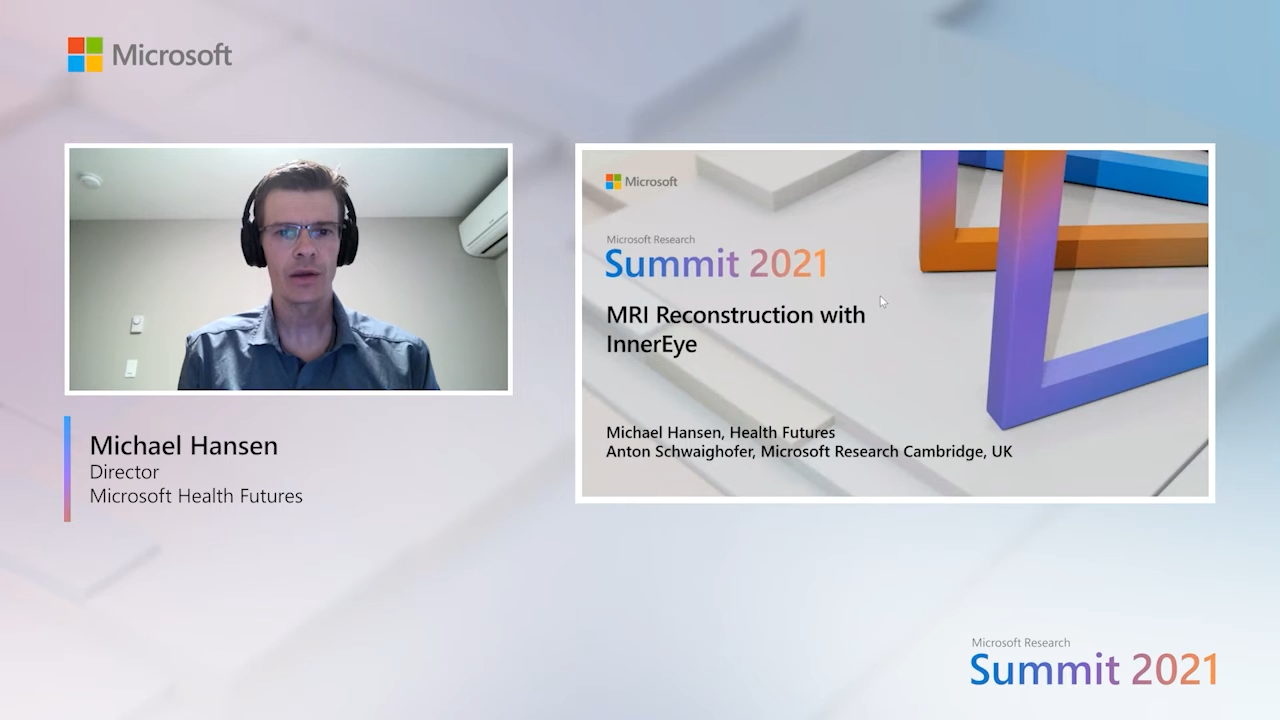 Microsoft
Michael Hansen
Director
Microsoft Health Futures
Microsoft
Microsoft Research
Summit 2021
MRI Reconstruction with
InnerEye
Michael Hansen, Health Futures
Anton Schwaighofer, Microsoft Research Cambridge, UK
Microsoft Research
Summit 2021